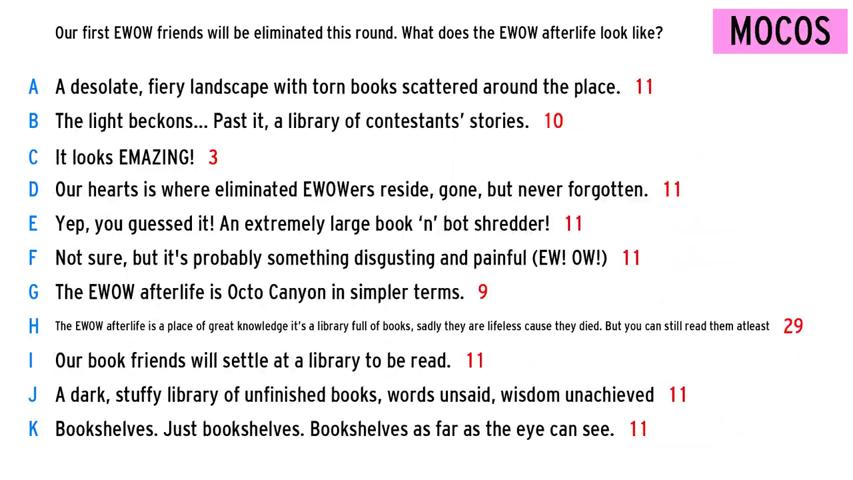 Our first EWOW friends will be eliminated this round. What does the EWOW afterlife look like?
MOCOS
A A desolate, fiery landscape with torn books scattered around the place. 11
B The light beckons... Past it, a library of contestants' stories. 10
C It looks EMAZING! 3
D Our hearts is where eliminated EWOWers reside, gone, but never forgotten. 11
E Yep, you guessed it! An extremely large book 'n' bot shredder! 11
F Not sure, but it's probably something disgusting and painful (EW! OW!) 11
G The EWOW afterlife is Octo Canyon in simpler terms. 9
H The EWOW afterlife is a place of great knowledge it's a library full of books, sadly they are lifeless cause they died. But you can still read them atleast 29
I Our book friends will settle at a library to be read. 11
J A dark, stuffy library of unfinished books, words unsaid, wisdom unachieved 11
K Bookshelves. Just bookshelves. Bookshelves as far as the eye can see. 11